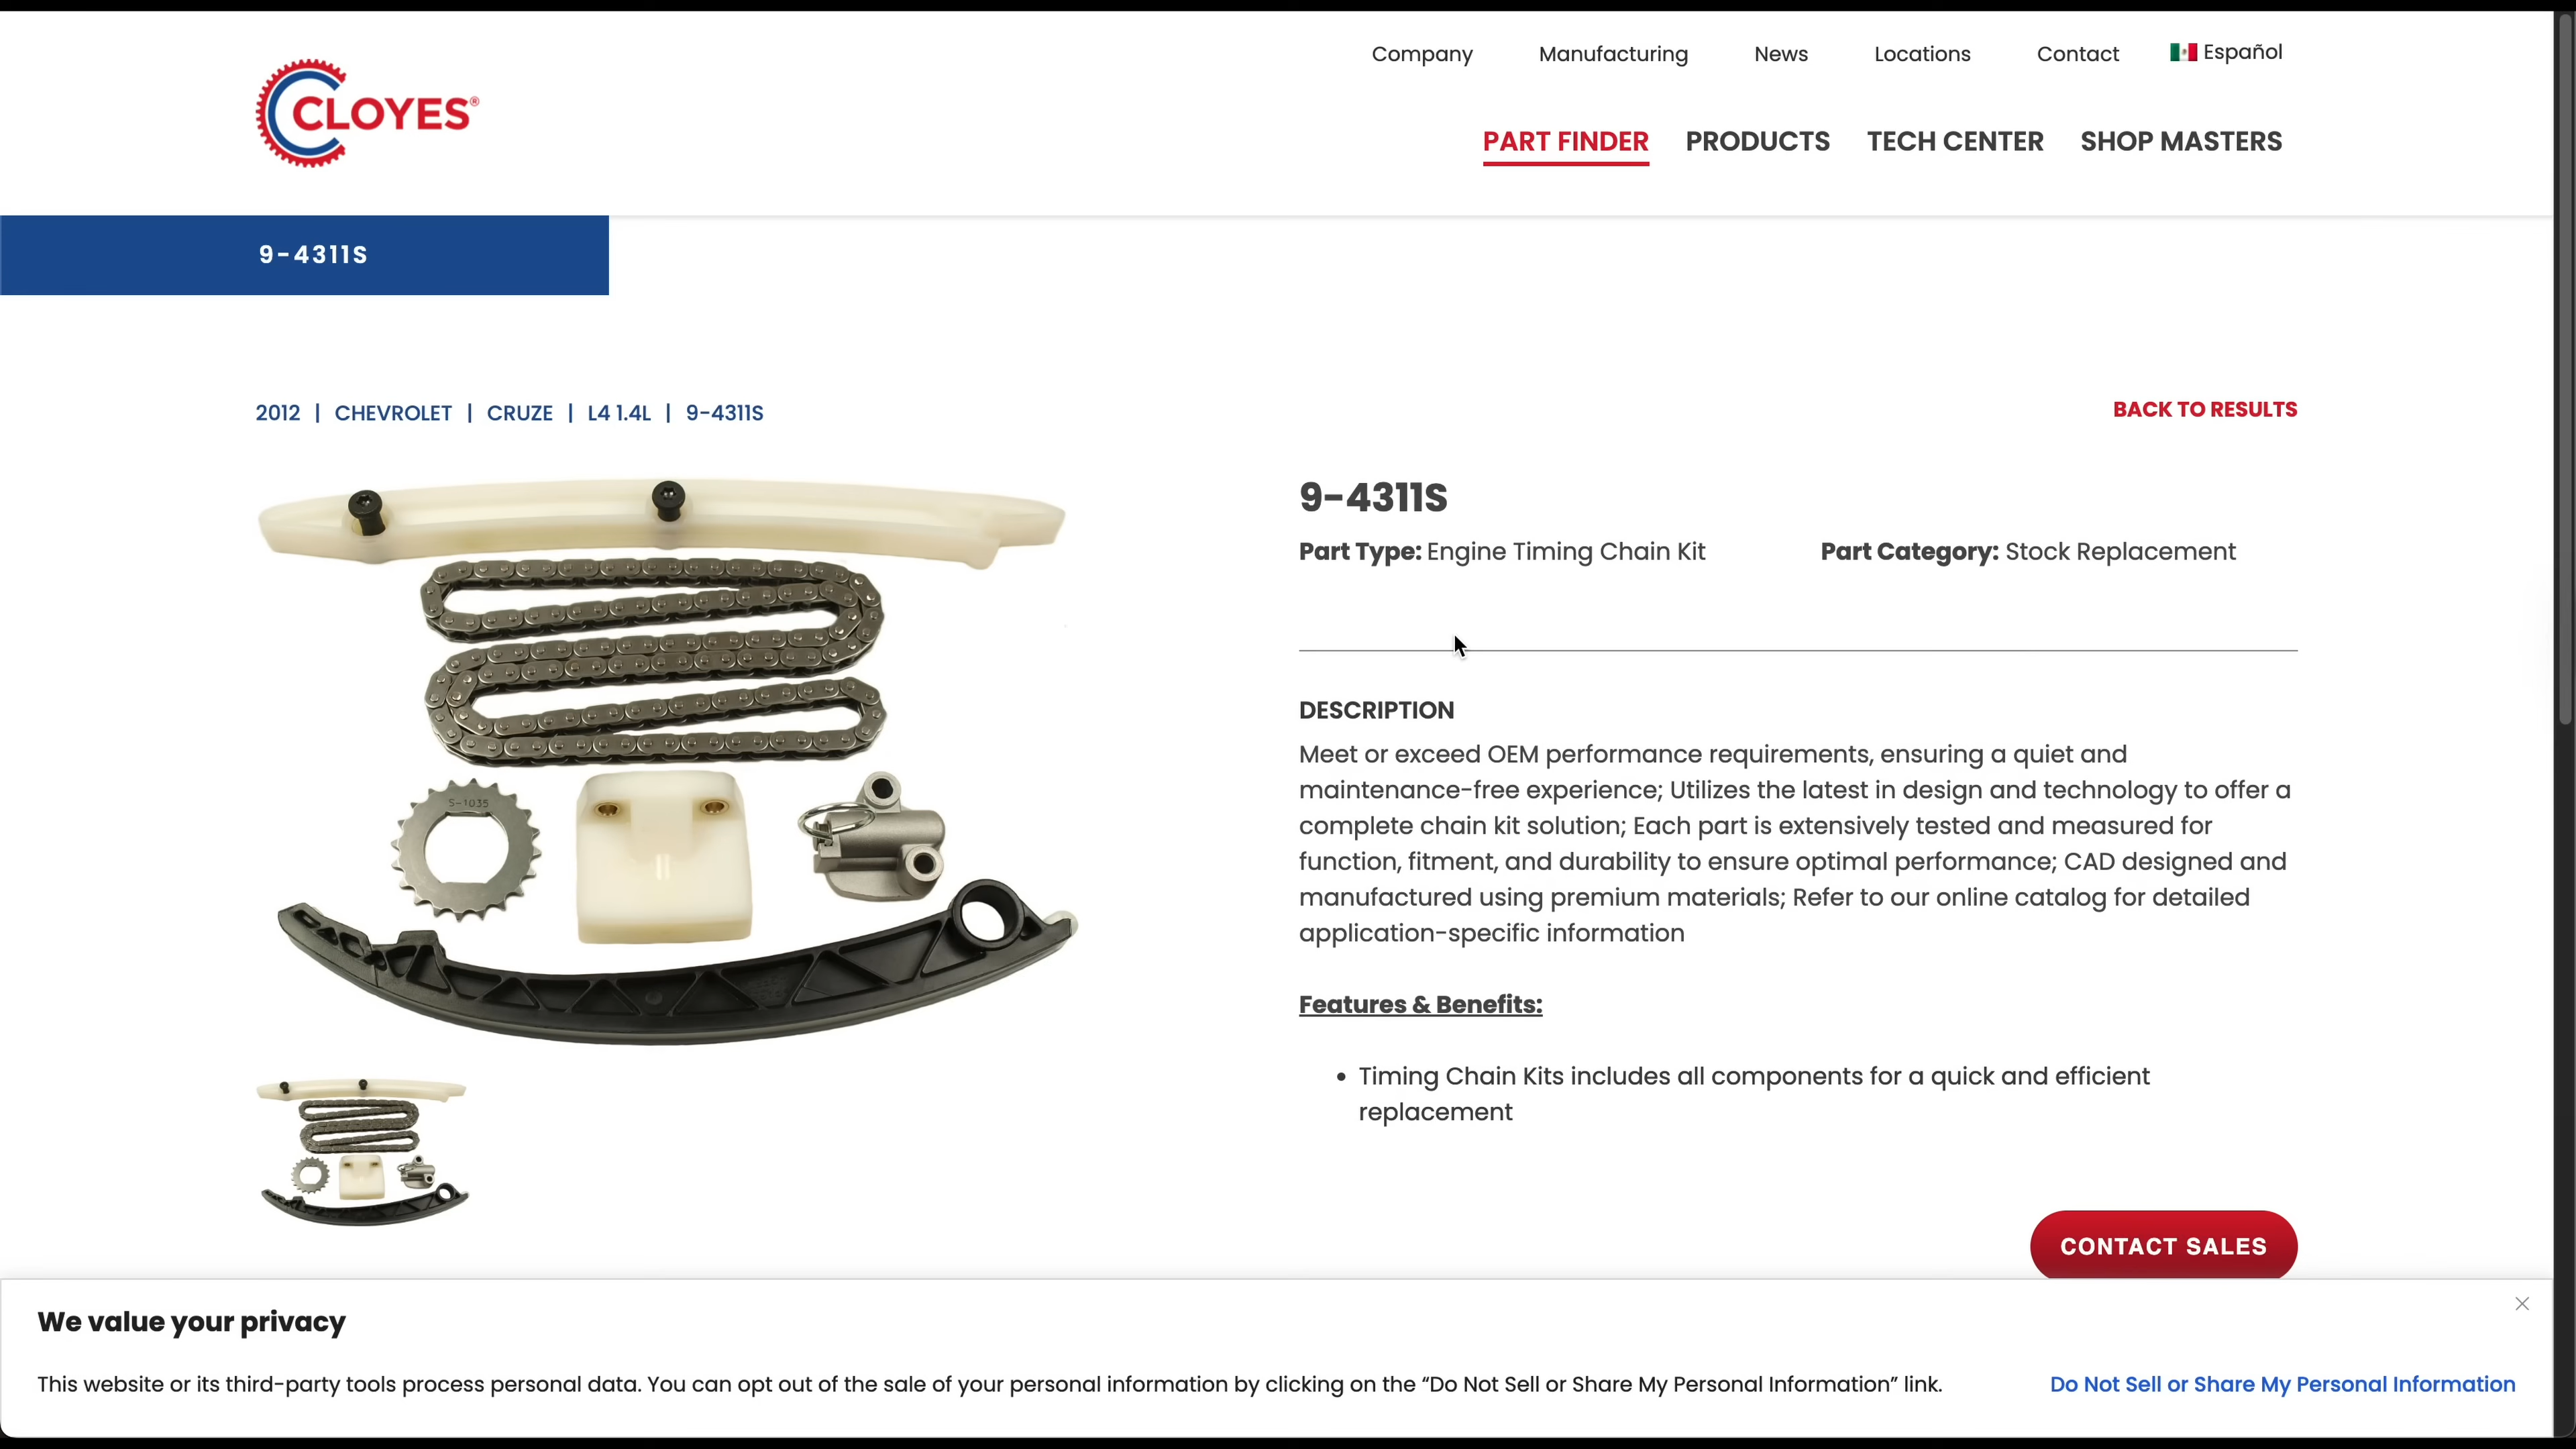 Company
Manufacturing
News
Locations
Contact
Español
CLOYES®
PART FINDER
PRODUCTS
TECH CENTER
SHOP MASTERS
9-4311S
2012 | CHEVROLET | CRUZE | L4 1.4L | 9-4311S
BACK TO RESULTS
S-1035
9-4311S
Part Type: Engine Timing Chain Kit
Part Category: Stock Replacement
DESCRIPTION
Meet or exceed OEM performance requirements, ensuring a quiet and
maintenance-free experience; Utilizes the latest in design and technology to offer a
complete chain kit solution; Each part is extensively tested and measured for
function, fitment, and durability to ensure optimal performance; CAD designed and
manufactured using premium materials; Refer to our online catalog for detailed
application-specific information
Features & Benefits:
• Timing Chain Kits includes all components for a quick and efficient
replacement
CONTACT SALES
We value your privacy
This website or its third-party tools process personal data. You can opt out of the sale of your personal information by clicking on the “Do Not Sell or Share My Personal Information” link.
Do Not Sell or Share My Personal Information